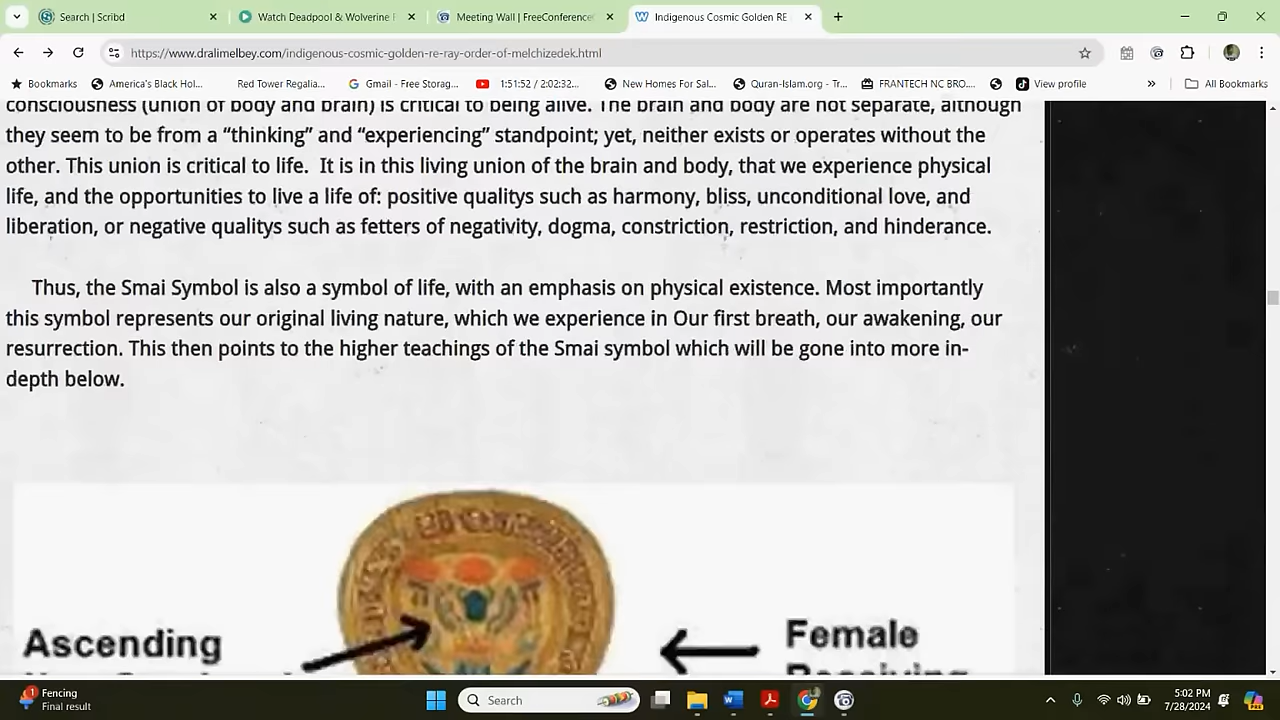 Search | Scribd
Watch Deadpool & Wolverine F
Meeting Wall | FreeConference
Indigenous Cosmic Golden RE
https://www.dralimelbey.com/indigenous-cosmic-golden-re-ray-order-of-melchizedek.html
Bookmarks
America's Black Hol...
Red Tower Regalia...
Gmail - Free Storag...
1:51:52 / 2:02:32...
New Homes For Sal...
Quran-Islam.org - Tr...
FRANTECH NC BRO...
View profile
All Bookmarks
consciousness (union of body and brain) is critical to being alive. The brain and body are not separate, although
they seem to be from a “thinking” and “experiencing” standpoint; yet, neither exists or operates without the
other. This union is critical to life.  It is in this living union of the brain and body, that we experience physical
life, and the opportunities to live a life of: positive qualitys such as harmony, bliss, unconditional love, and
liberation, or negative qualitys such as fetters of negativity, dogma, constriction, restriction, and hinderance.
Thus, the Smai Symbol is also a symbol of life, with an emphasis on physical existence. Most importantly
this symbol represents our original living nature, which we experience in Our first breath, our awakening, our
resurrection. This then points to the higher teachings of the Smai symbol which will be gone into more in-
depth below.
Ascending
Female
Receiving
1
Fencing
Final result
Search
5:02 PM
7/28/2024